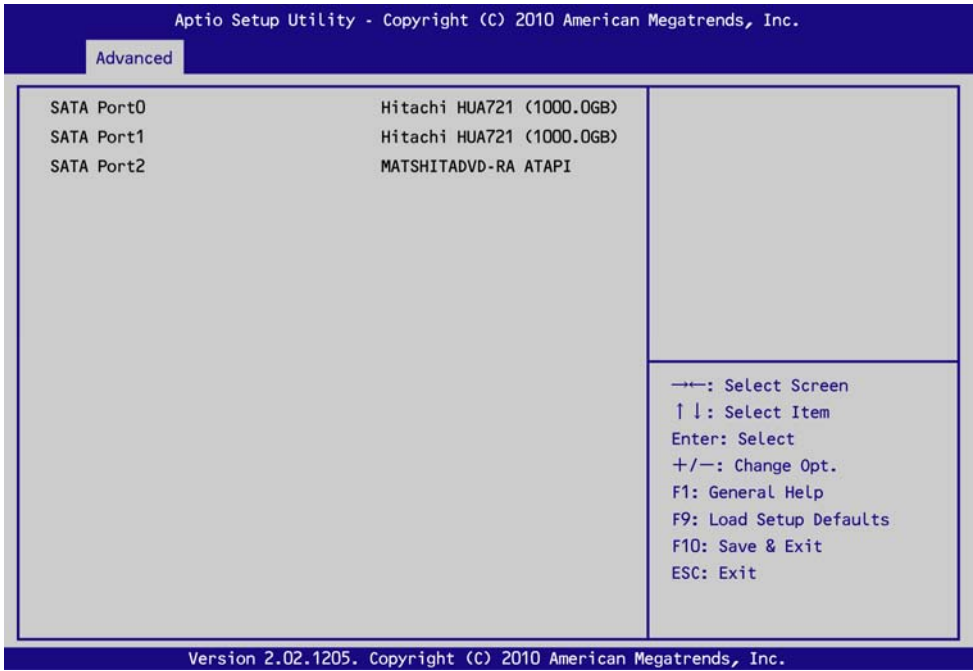 Aptio Setup Utility - Copyright (C) 2010 American Megatrends, Inc.
Advanced
SATA Port0 Hitachi HUA721 (1000.0GB)
SATA Port1 Hitachi HUA721 (1000.0GB)
SATA Port2 MATSHITADVD-RA ATAPI
→←: Select Screen
↑↓: Select Item
Enter: Select
+/-: Change Opt.
F1: General Help
F9: Load Setup Defaults
F10: Save & Exit
ESC: Exit
Version 2.02.1205. Copyright (C) 2010 American Megatrends, Inc.